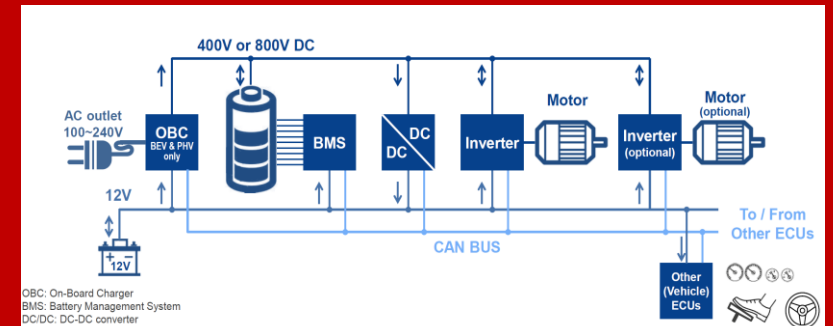 400V or 800V DC
AC outlet
100~240V
OBC
BEV & PHV
only
BMS
DC
DC
Inverter
Motor
Inverter
(optional)
Motor
(optional)
12V
+ −
12V
CAN BUS
To / From
Other ECUs
Other
(Vehicle)
ECUs
OBC: On-Board Charger
BMS: Battery Management System
DC/DC: DC-DC converter